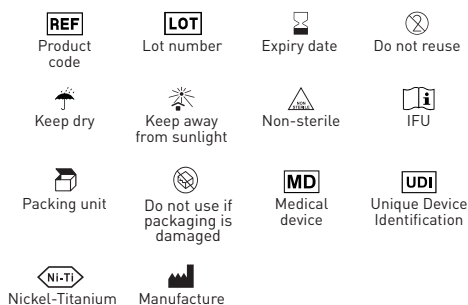 REF
Product
code
LOT
Lot number
Expiry date
2
Do not reuse
Keep dry
Keep away
from sunlight
NON
STERILE
Non-sterile
i
IFU
Packing unit
Do not use if
packaging is
damaged
MD
Medical
device
UDI
Unique Device
Identification
Ni-Ti
Nickel-Titanium
Manufacture